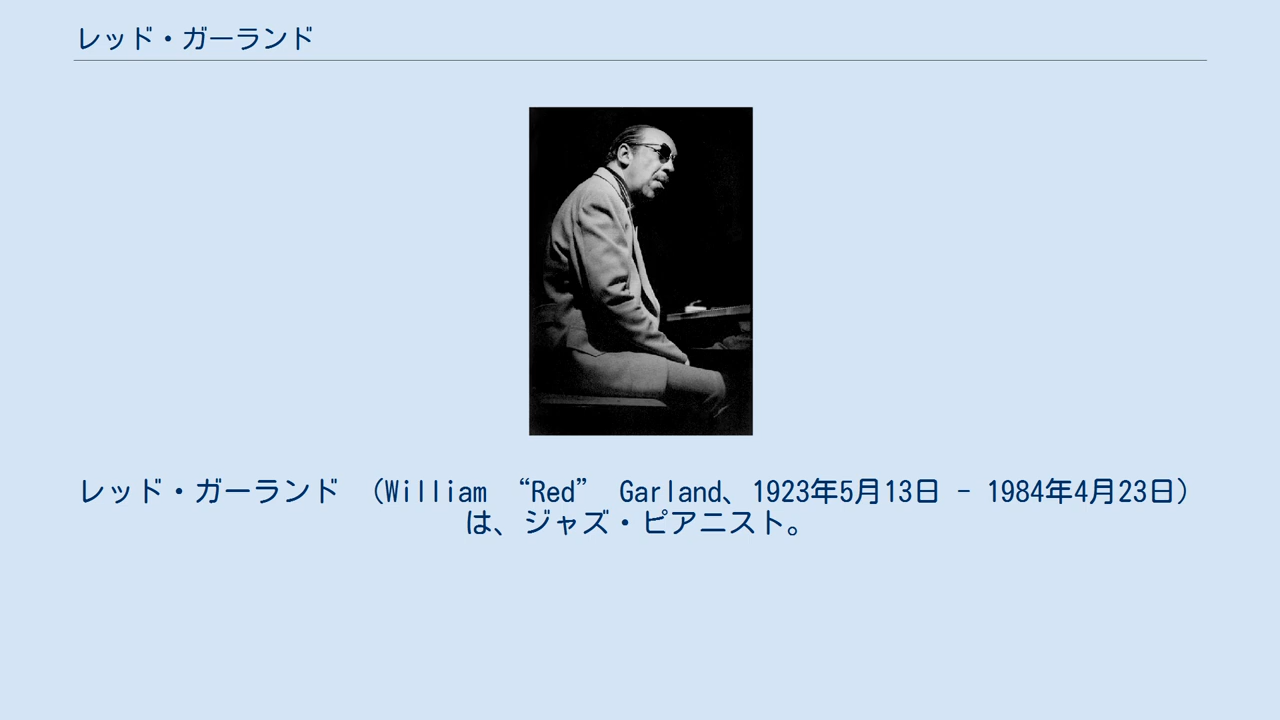 レッド・ガーランド
レッド・ガーランド （William “Red” Garland、1923年5月13日 - 1984年4月23日）
は、ジャズ・ピアニスト。